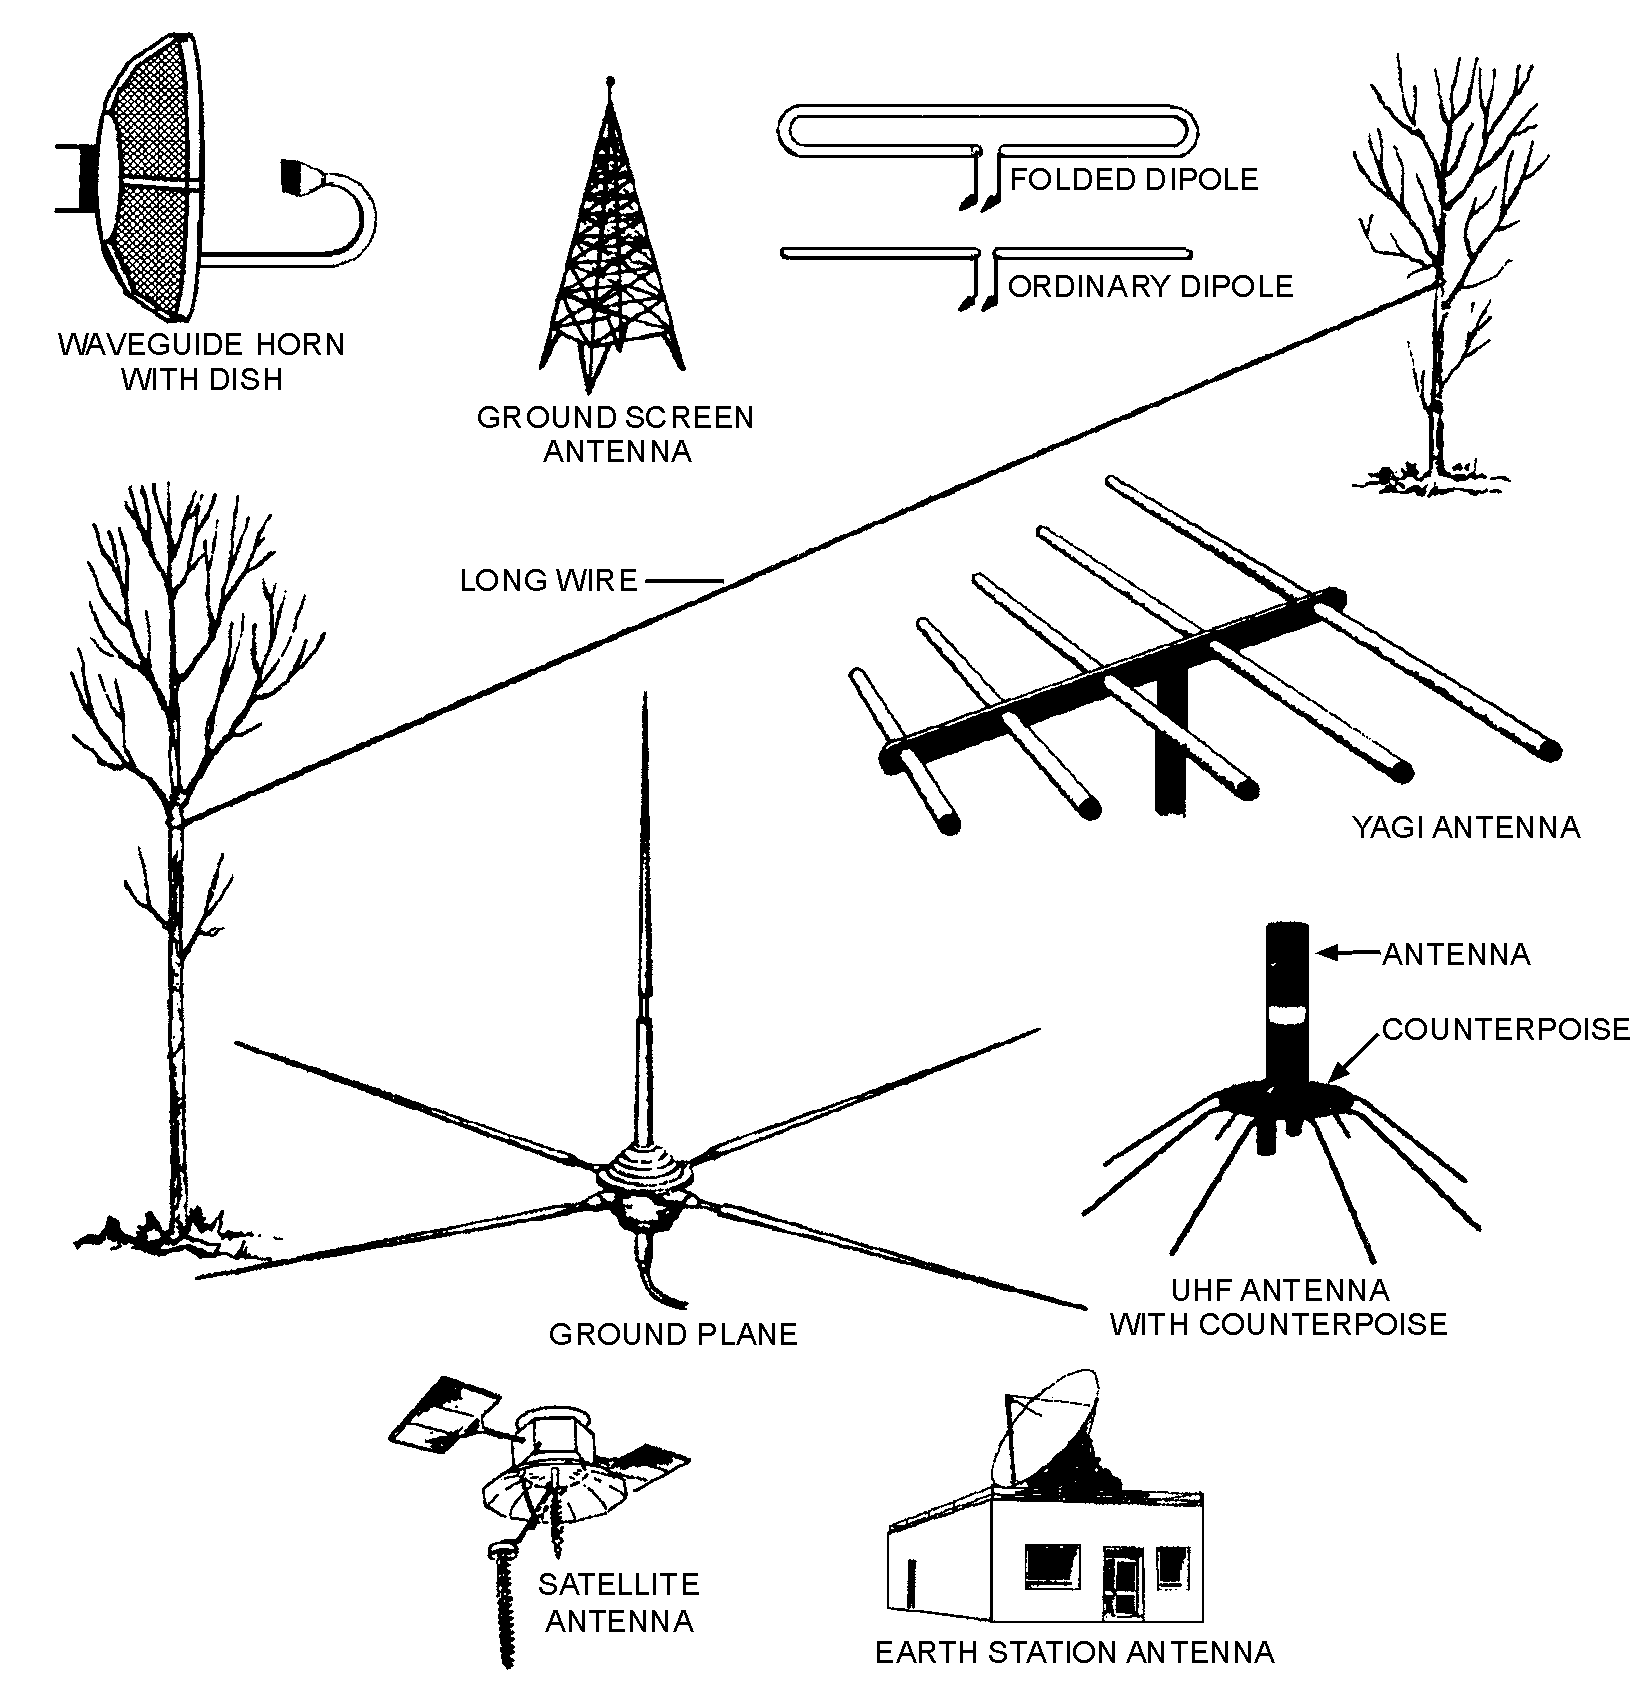 FOLDED DIPOLE
ORDINARY DIPOLE
WAVEGUIDE HORN
WITH DISH
GROUND SCREEN
ANTENNA
LONG WIRE
YAGI ANTENNA
ANTENNA
COUNTERPOISE
UHF ANTENNA
WITH COUNTERPOISE
GROUND PLANE
SATELLITE
ANTENNA
EARTH STATION ANTENNA